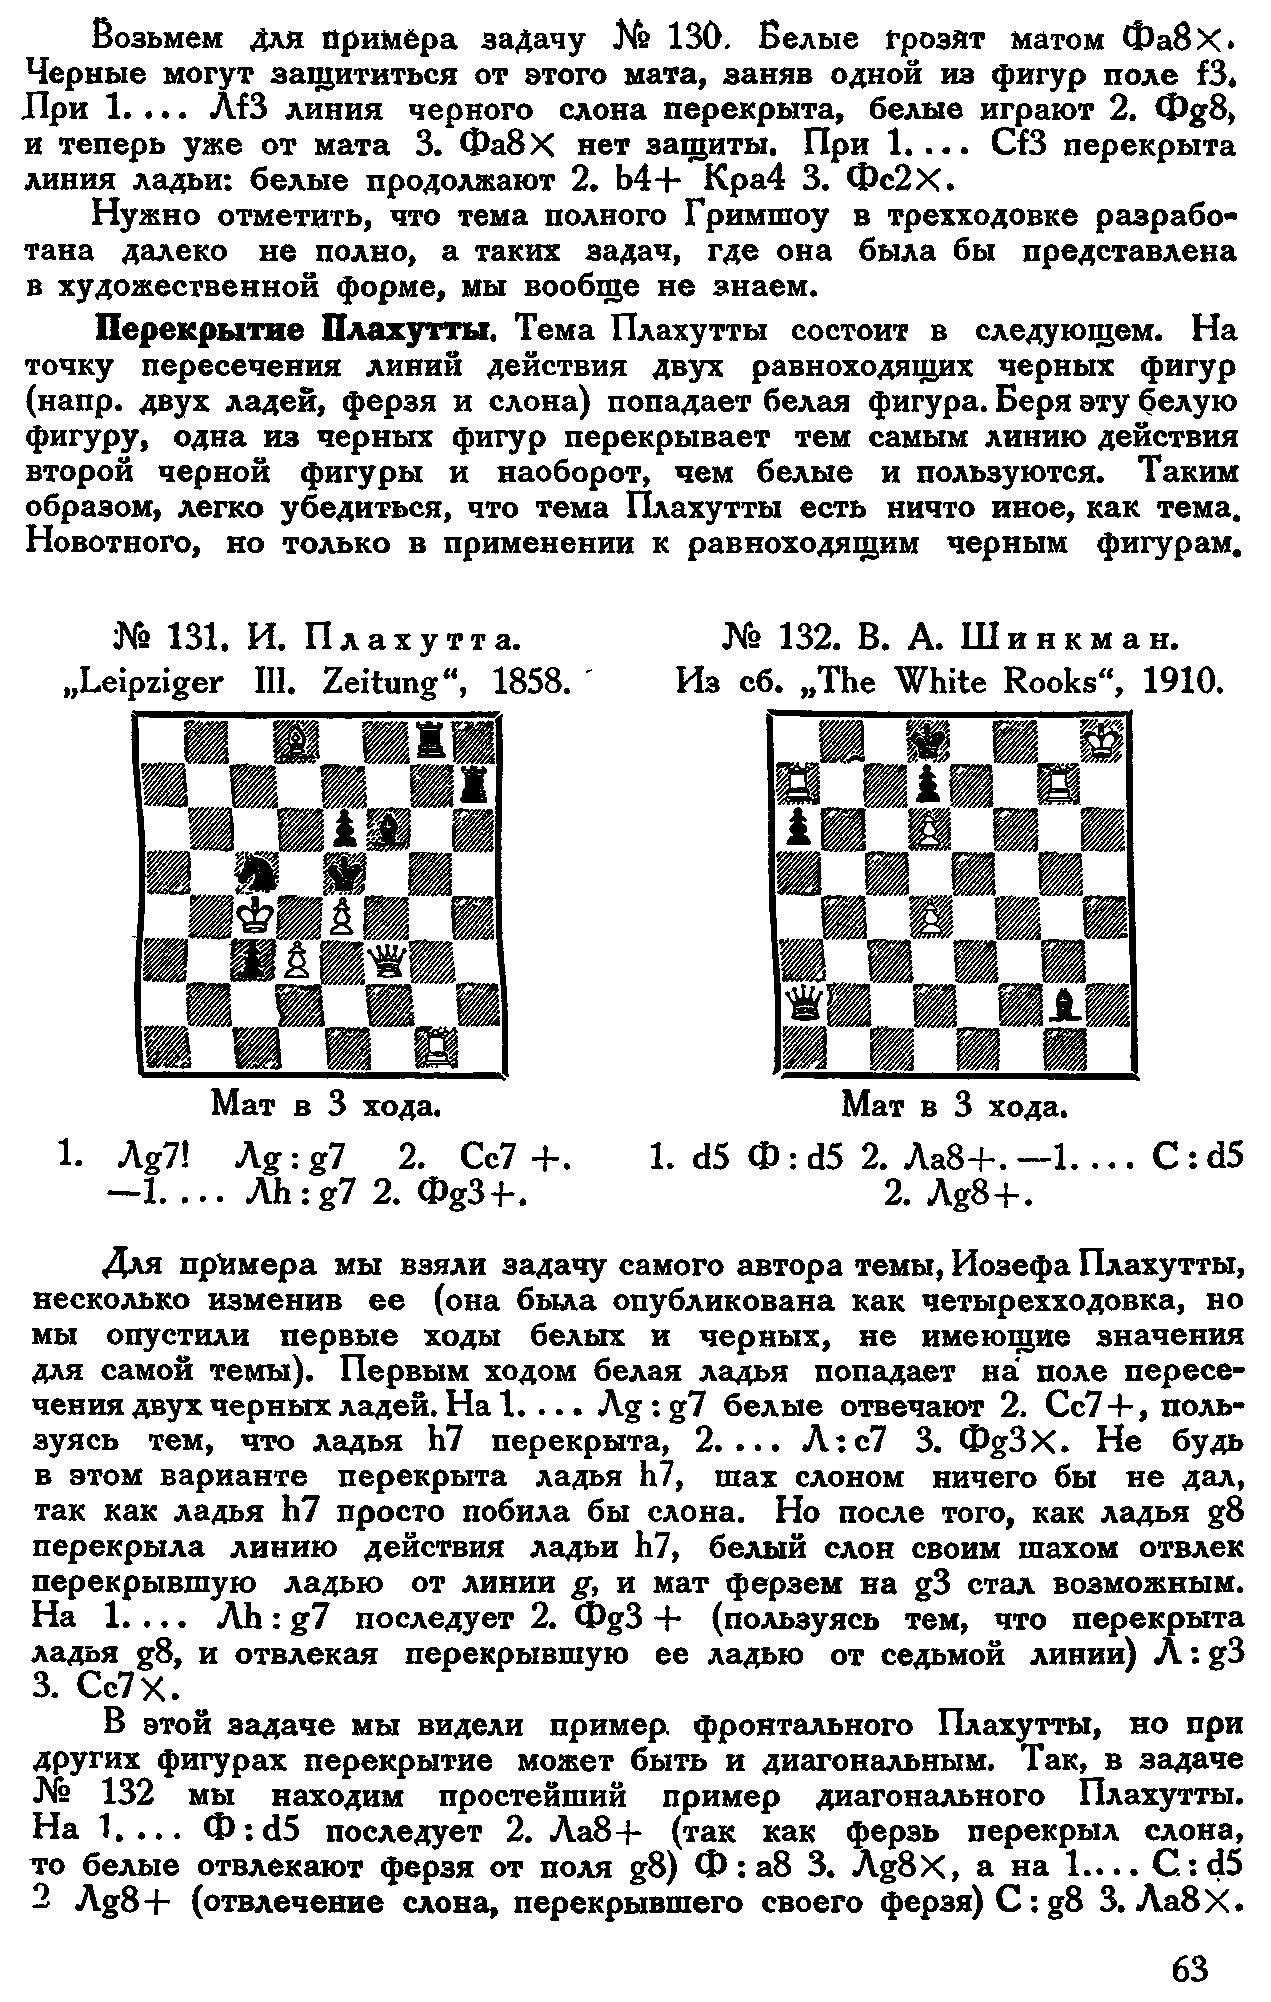 Возьмем для примера задачу № 130. Белые грозят матом Фа8×.
Черные могут защититься от этого мата, заняв одной из фигур поле f3.
При 1. ... Лf3 линия черного слона перекрыта, белые играют 2. Фg8,
и теперь уже от мата 3. Фа8× нет защиты. При 1. ... Сf3 перекрыта
линия ладьи: белые продолжают 2. b4+ Кра4 3. Фс2×.
Нужно отметить, что тема полного Гримшоу в трехходовке разрабо-
тана далеко не полно, а таких задач, где она была бы представлена
в художественной форме, мы вообще не знаем.
Перекрытие Плахутты. Тема Плахутты состоит в следующем. На
точку пересечения линий действия двух равноходящих черных фигур
(напр. двух ладей, ферзя и слона) попадает белая фигура. Беря эту белую
фигуру, одна из черных фигур перекрывает тем самым линию действия
второй черной фигуры и наоборот, чем белые и пользуются. Таким
образом, легко убедиться, что тема Плахутты есть ничто иное, как тема.
Новотного, но только в применении к равноходящим черным фигурам.
№ 131. И. Плахутта.
„Leipziger Ill. Zeitung“, 1858.
Мат в 3 хода.
1. Лg7! Лg : g7 2. Сс7 +.
—1. ... Лh : g7 2. Фg3+.
№ 132. В. А. Шинкман.
Из сб. „The White Rooks“, 1910.
Мат в 3 хода.
1. d5 Ф : d5 2. Ла8+. —1. ... С : d5
2. Лg8+.
Для примера мы взяли задачу самого автора темы, Иозефа Плахутты,
несколько изменив ее (она была опубликована как четырехходовка, но
мы опустили первые ходы белых и черных, не имеющие значения
для самой темы). Первым ходом белая ладья попадает на поле пересе-
чения двух черных ладей. На 1. ... Лg : g7 белые отвечают 2. Сс7+, поль-
зуясь тем, что ладья h7 перекрыта, 2. ... Л : с7 3. Фg3×. Не будь
в этом варианте перекрыта ладья h7, шах слоном ничего бы не дал,
так как ладья h7 просто побила бы слона. Но после того, как ладья g8
перекрыла линию действия ладьи h7, белый слон своим шахом отвлек
перекрывшую ладью от линии g, и мат ферзем на g3 стал возможным.
На 1. ... Лh : g7 последует 2. Фg3 + (пользуясь тем, что перекрыта
ладья g8, и отвлекая перекрывшую ее ладью от седьмой линии) Л : g3
3. Сс7×.
В этой задаче мы видели пример фронтального Плахутты, но при
других фигурах перекрытие может быть и диагональным. Так, в задаче
№ 132 мы находим простейший пример диагонального Плахутты.
На 1. ... Ф : d5 последует 2. Ла8+ (так как ферзь перекрыл слона,
то белые отвлекают ферзя от поля g8) Ф : а8 3. Лg8×, а на 1. ... С : d5
2 Лg8+ (отвлечение слона, перекрывшего своего ферзя) С : g8 3. Ла8×.
63